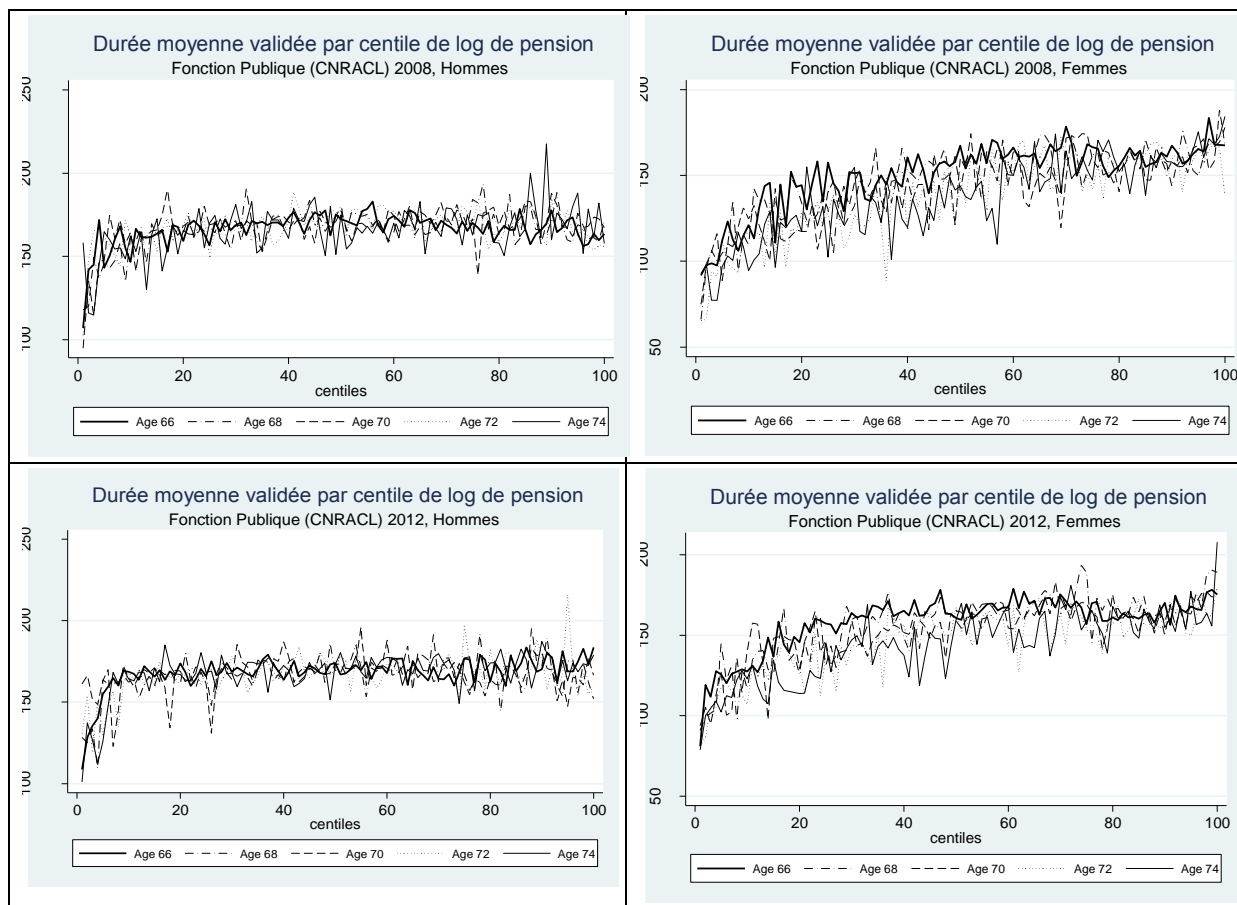 Durée moyenne validée par centile de log de pension
Fonction Publique (CNRACL) 2008, Hommes
250
200
150
100
0 20 40 60 80 100
centiles
Age 66 Age 68 Age 70 Age 72 Age 74
Durée moyenne validée par centile de log de pension
Fonction Publique (CNRACL) 2008, Femmes
200
150
100
50
0 20 40 60 80 100
centiles
Age 66 Age 68 Age 70 Age 72 Age 74
Durée moyenne validée par centile de log de pension
Fonction Publique (CNRACL) 2012, Hommes
250
200
150
100
0 20 40 60 80 100
centiles
Age 66 Age 68 Age 70 Age 72 Age 74
Durée moyenne validée par centile de log de pension
Fonction Publique (CNRACL) 2012, Femmes
200
150
100
50
0 20 40 60 80 100
centiles
Age 66 Age 68 Age 70 Age 72 Age 74